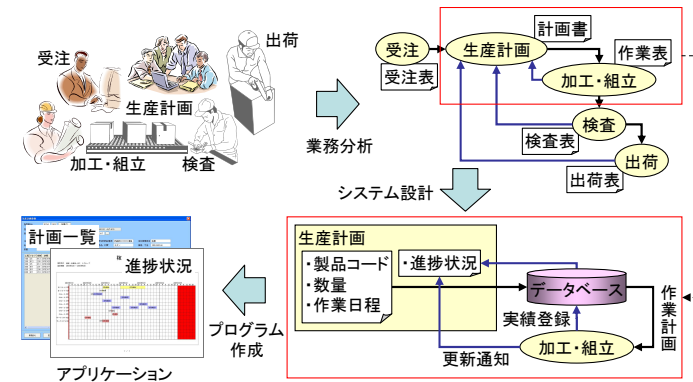 受注
出荷
生産計画
加工・組立
検査
業務分析
受注
受注表
生産計画
計画書
作業表
加工・組立
検査
検査表
出荷
出荷表
システム設計
生産計画
・製品コード
・数量
・作業日程
・進捗状況
データベース
作業計画
実績登録
加工・組立
更新通知
プログラム
作成
計画一覧
進捗状況
アプリケーション